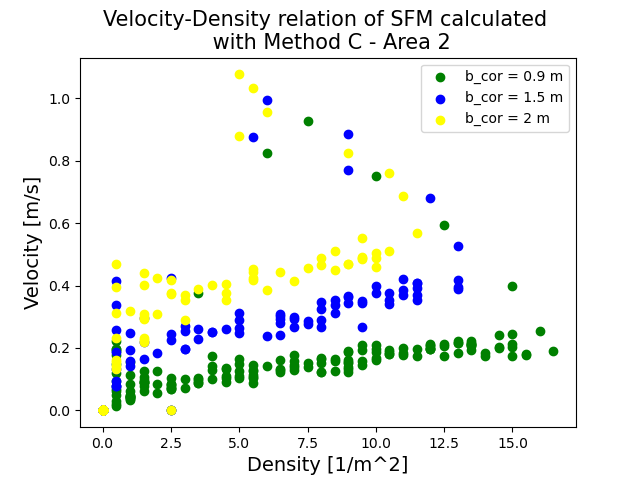 Velocity-Density relation of SFM calculated
with Method C - Area 2
b_cor = 0.9 m
b_cor = 1.5 m
b_cor = 2 m
Velocity [m/s]
1.0
0.8
0.6
0.4
0.2
0.0
0.0 2.5 5.0 7.5 10.0 12.5 15.0
Density [1/m^2]